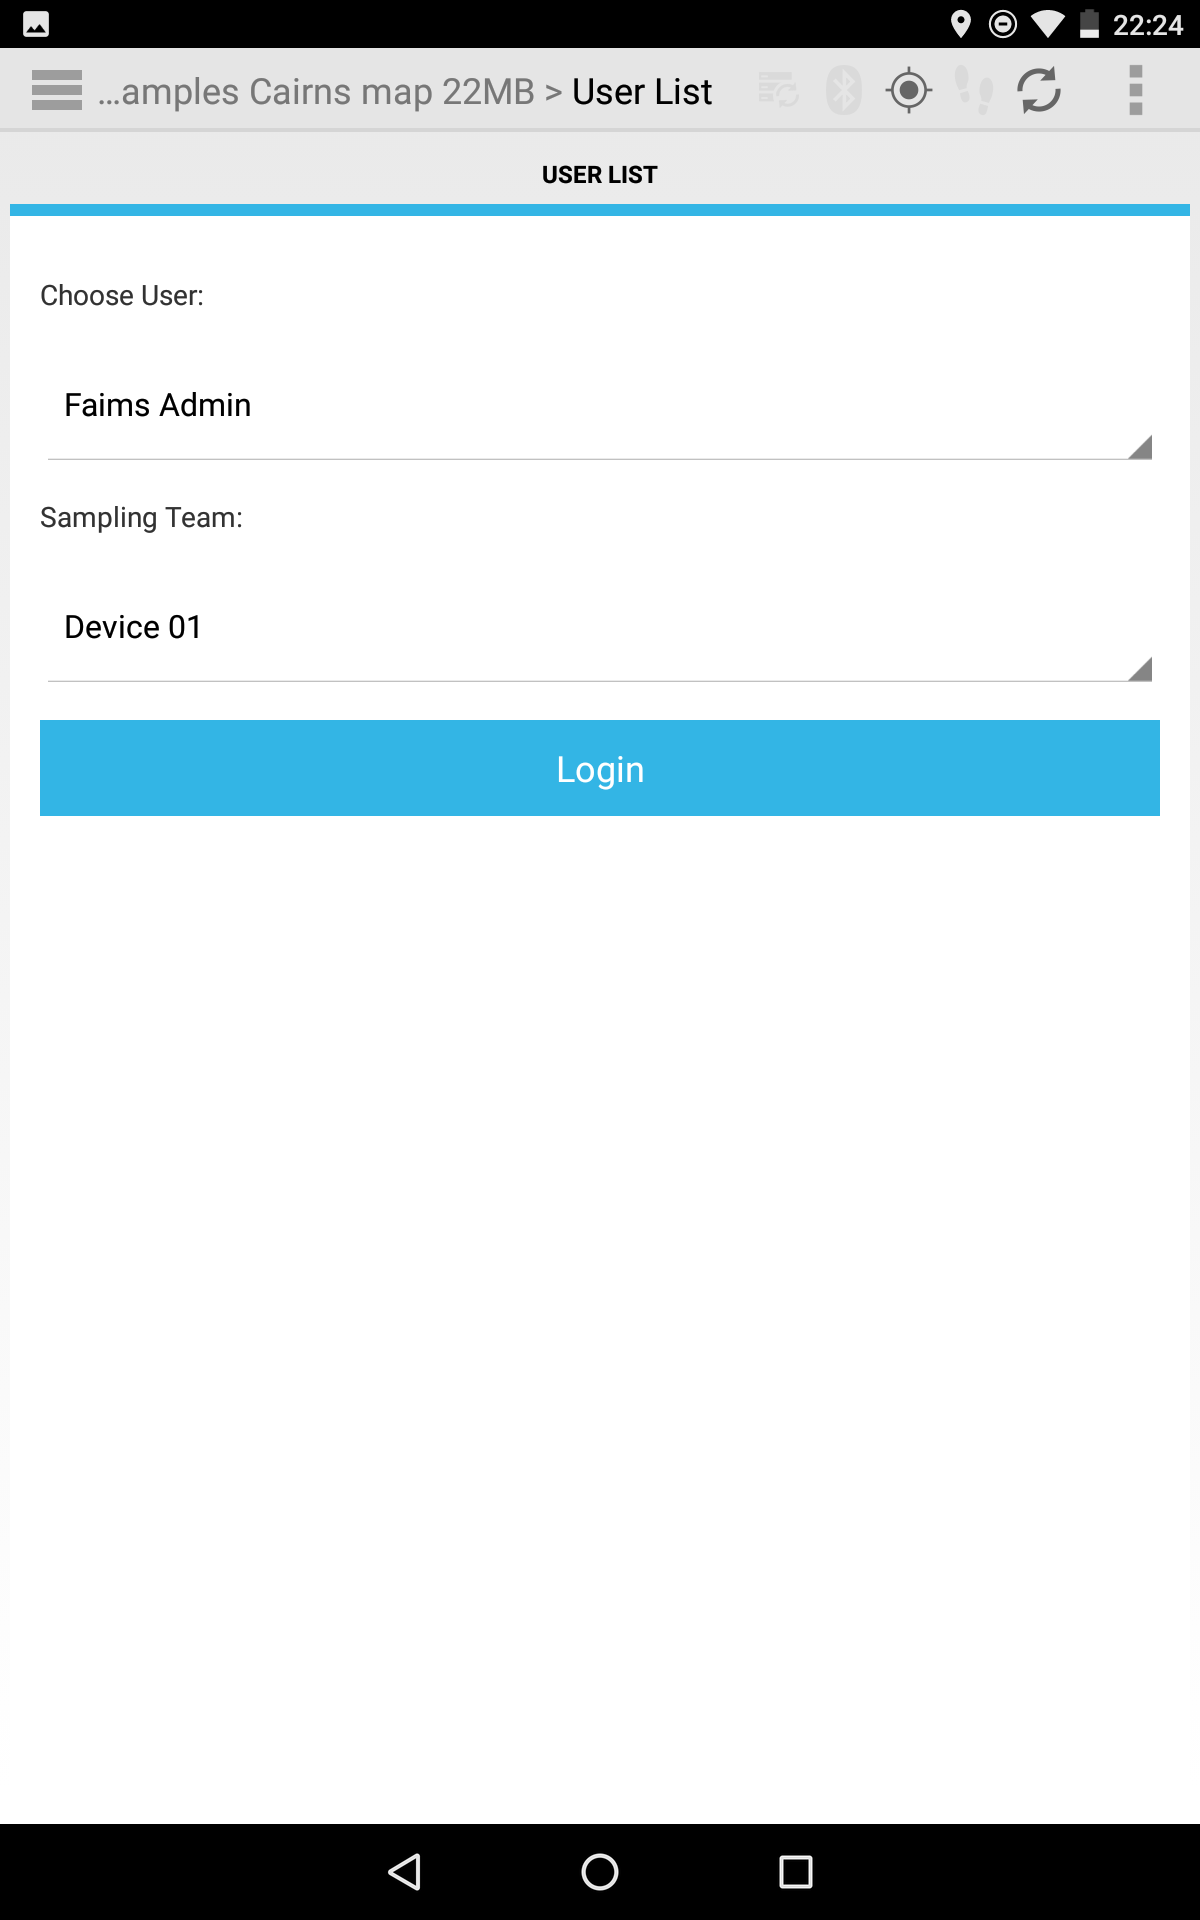 22:24
...amples Cairns map 22MB > User List
USER LIST
Choose User:
Faims Admin
Sampling Team:
Device 01
Login